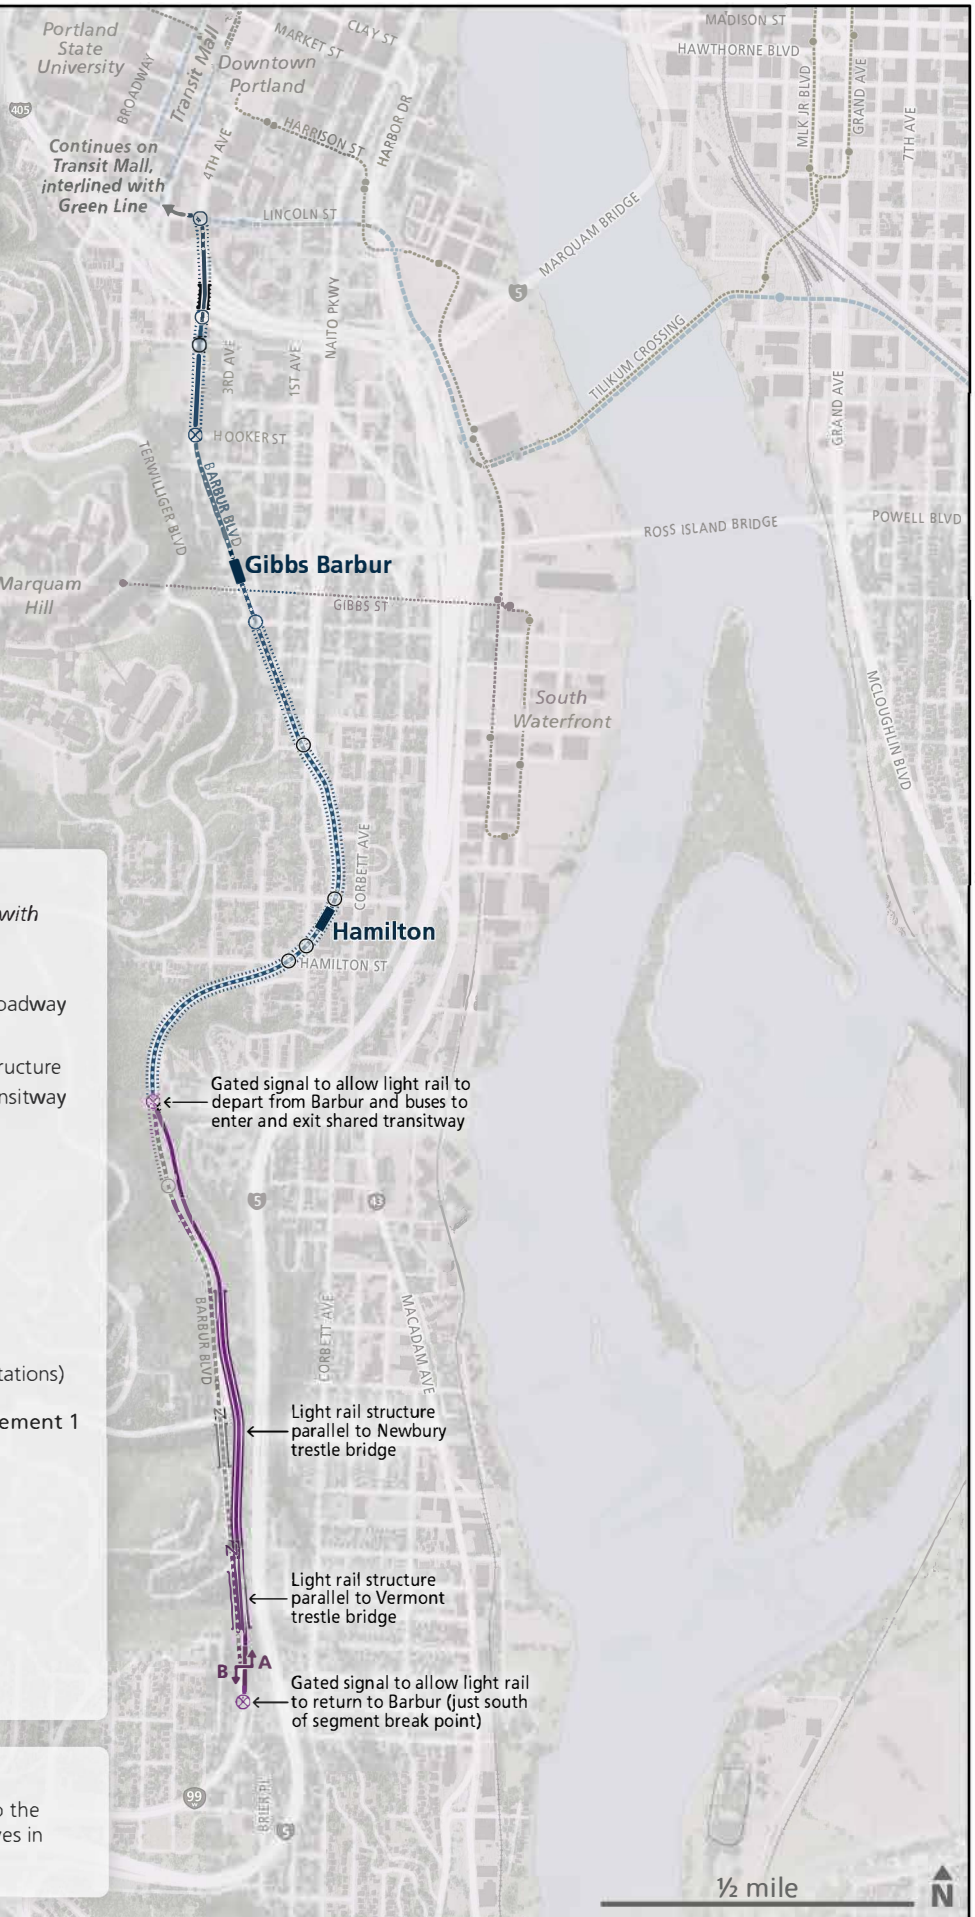 Portland
State
University
BROADWAY
Transit Mall
MARKET ST
CLAY ST
Downtown
Portland
MADISON ST
HAWTHORNE BLVD
MLK JR BLVD
GRAND AVE
7TH AVE
405
4TH AVE
HARRISON ST
HARBOR DR
Continues on
Transit Mall,
interlined with
Green Line
LINCOLN ST
MARQUAM BRIDGE
5
NAITO PKWY
3RD AVE
1ST AVE
TILIKUM CROSSING
GRAND AVE
HOOKER ST
TERWILLIGER BLVD
BARBUR BLVD
ROSS ISLAND BRIDGE
POWELL BLVD
Gibbs Barbur
Marquam
Hill
GIBBS ST
South
Waterfront
MCLOUGHLIN BLVD
CORBETT AVE
with
Hamilton
HAMILTON ST
oadway
ructure
nsitway
Gated signal to allow light rail to
depart from Barbur and buses to
enter and exit shared transitway
5
43
BARBUR BLVD
CORBETT AVE
MACADAM AVE
tations)
ement 1
Light rail structure
parallel to Newbury
trestle bridge
Light rail structure
parallel to Vermont
trestle bridge
B
A
Gated signal to allow light rail
to return to Barbur (just south
of segment break point)
99
W
BRIER PL
5
o the
ves in
½ mile
N